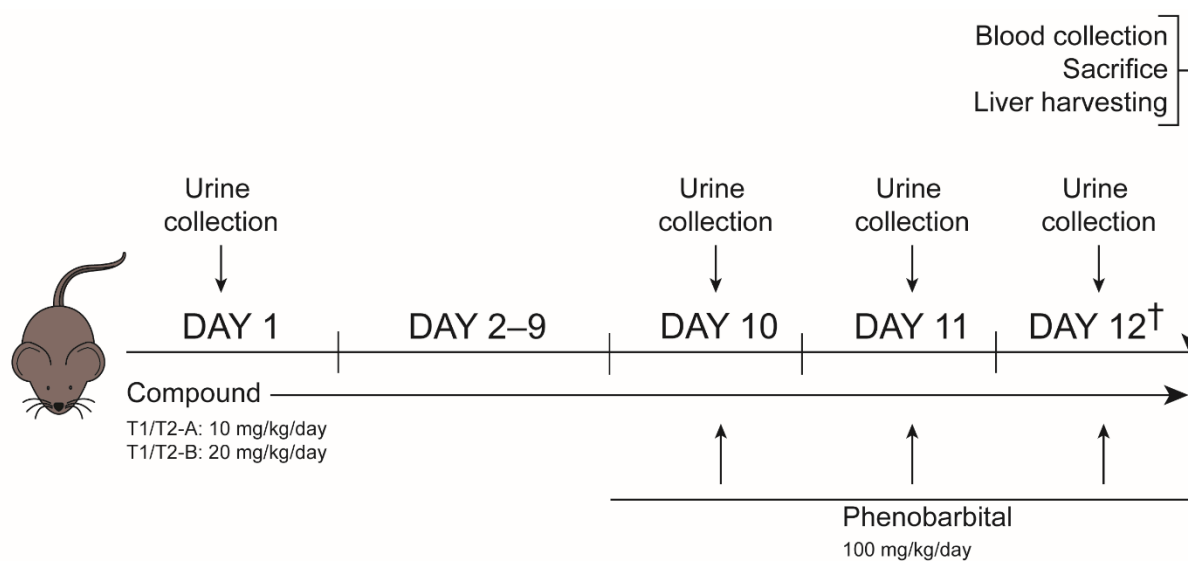 Blood collection
Sacrifice
Liver harvesting
Urine
collection
Urine
collection
Urine
collection
Urine
collection
DAY 1
DAY 2–9
DAY 10
DAY 11
DAY 12†
Compound
T1/T2-A: 10 mg/kg/day
T1/T2-B: 20 mg/kg/day
Phenobarbital
100 mg/kg/day